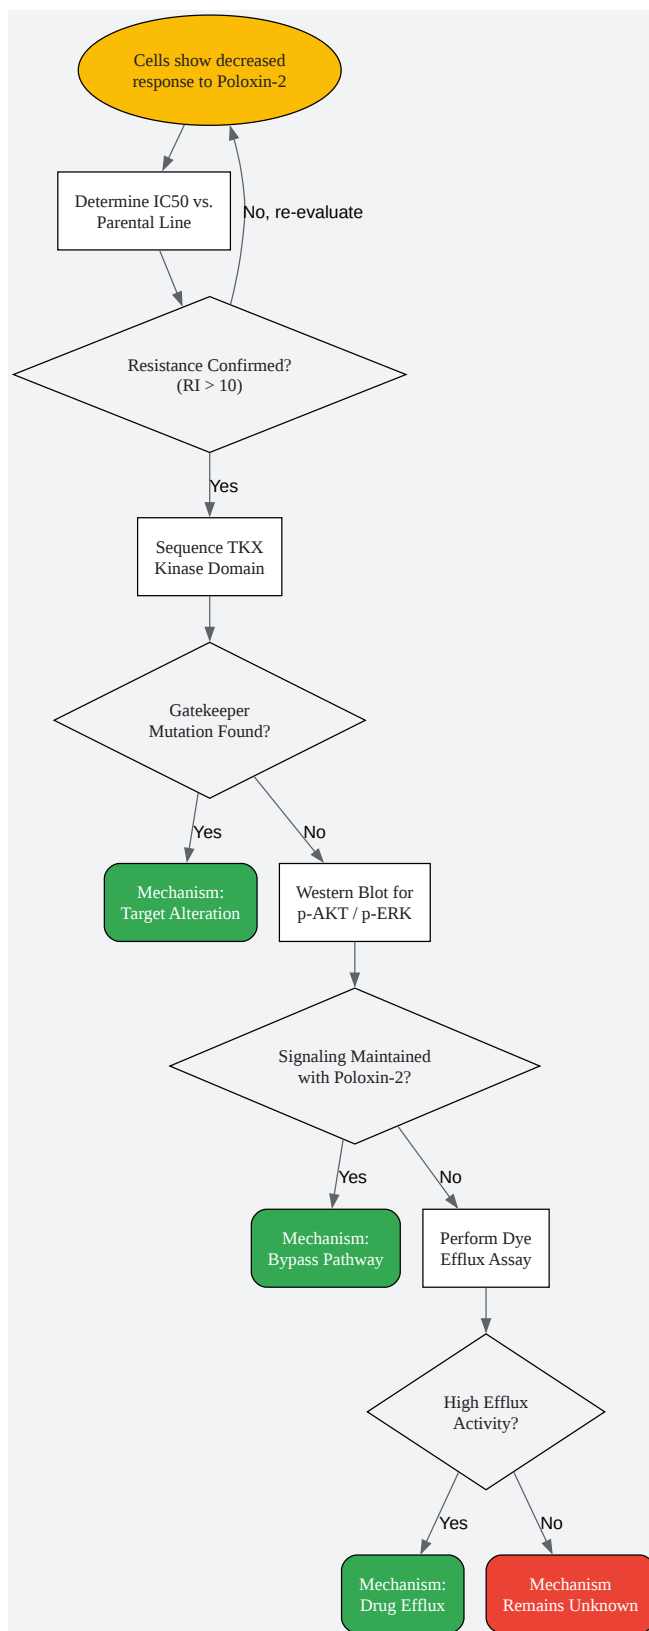 Cells show decreased
response to Poloxin-2
Determine IC50 vs.
Parental Line
No, re-evaluate
Resistance Confirmed?
(RI > 10)
Yes
Sequence TKX
Kinase Domain
Gatekeeper
Mutation Found?
Yes
No
Mechanism:
Target Alteration
Western Blot for
p-AKT / p-ERK
Signaling Maintained
with Poloxin-2?
Yes
No
Mechanism:
Bypass Pathway
Perform Dye
Efflux Assay
High Efflux
Activity?
Yes
No
Mechanism:
Drug Efflux
Mechanism
Remains Unknown